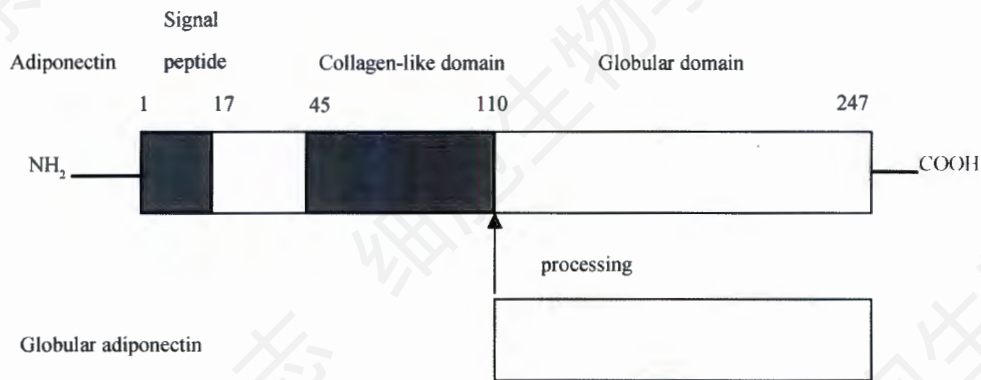 Signal
Adiponectin peptide Collagen-like domain Globular domain
1 17 45 110 247
NH2 COOH
processing
Globular adiponectin